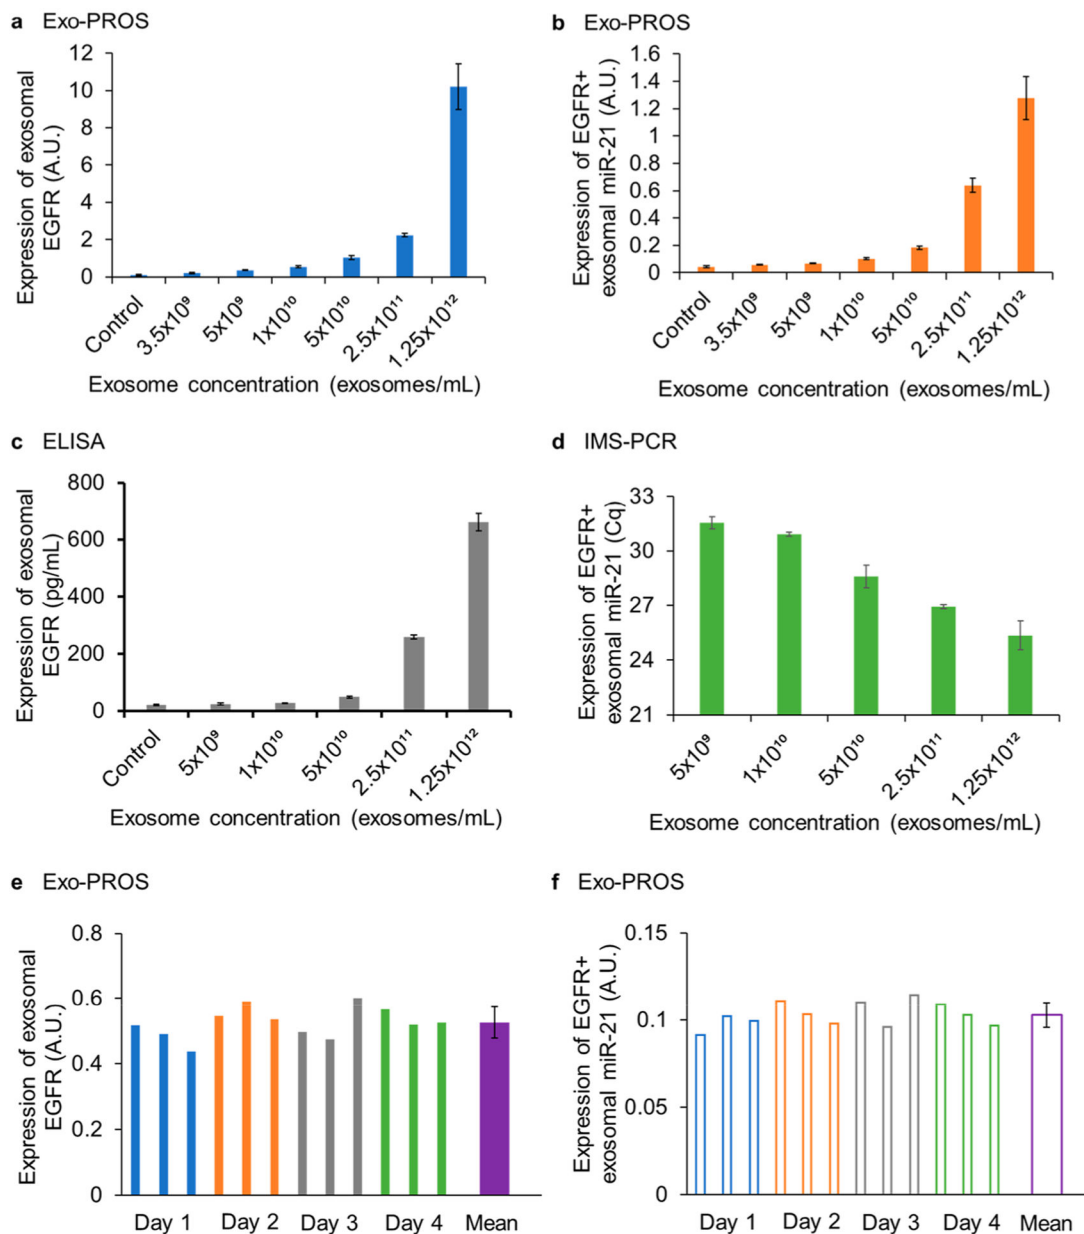 a Exo-PROS
Expression of exosomal
EGFR (A.U.)
12
10
8
6
4
2
0
Control
3.5x10⁹
5x10⁹
1x10¹⁰
5x10¹⁰
2.5x10¹¹
1.25x10¹²
Exosome concentration (exosomes/mL)
b Exo-PROS
Expression of EGFR+
exosomal miR-21 (A.U.)
1.6
1.4
1.2
1
0.8
0.6
0.4
0.2
0
Control
3.5x10⁹
5x10⁹
1x10¹⁰
5x10¹⁰
2.5x10¹¹
1.25x10¹²
Exosome concentration (exosomes/mL)
c ELISA
Expression of exosomal
EGFR (pg/mL)
800
600
400
200
0
Control
5x10⁹
1x10¹⁰
5x10¹⁰
2.5x10¹¹
1.25x10¹²
Exosome concentration (exosomes/mL)
d IMS-PCR
Expression of EGFR+
exosomal miR-21 (Cq)
33
31
30
27
25
21
5x10⁹
1x10¹⁰
5x10¹⁰
2.5x10¹¹
1.25x10¹²
Exosome concentration (exosomes/mL)
e Exo-PROS
Expression of exosomal
EGFR (A.U.)
0.8
0.6
0.4
0.2
0
Day 1 Day 2 Day 3 Day 4 Mean
f Exo-PROS
Expression of EGFR+
exosomal miR-21 (A.U.)
0.15
0.1
0.05
0
Day 1 Day 2 Day 3 Day 4 Mean